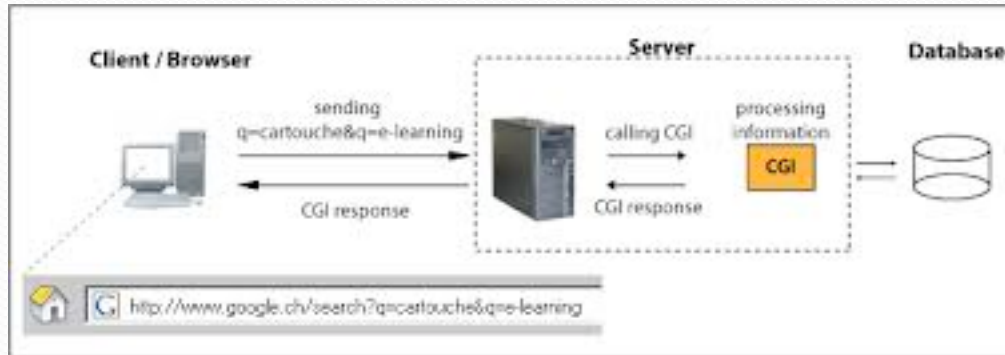 Client / Browser
Server
Database
sending
q=cartouche&q=e-learning
CGI response
calling CGI
CGI response
processing
information
CGI
G http://www.google.ch/search?q=cartouche&q=e-learning